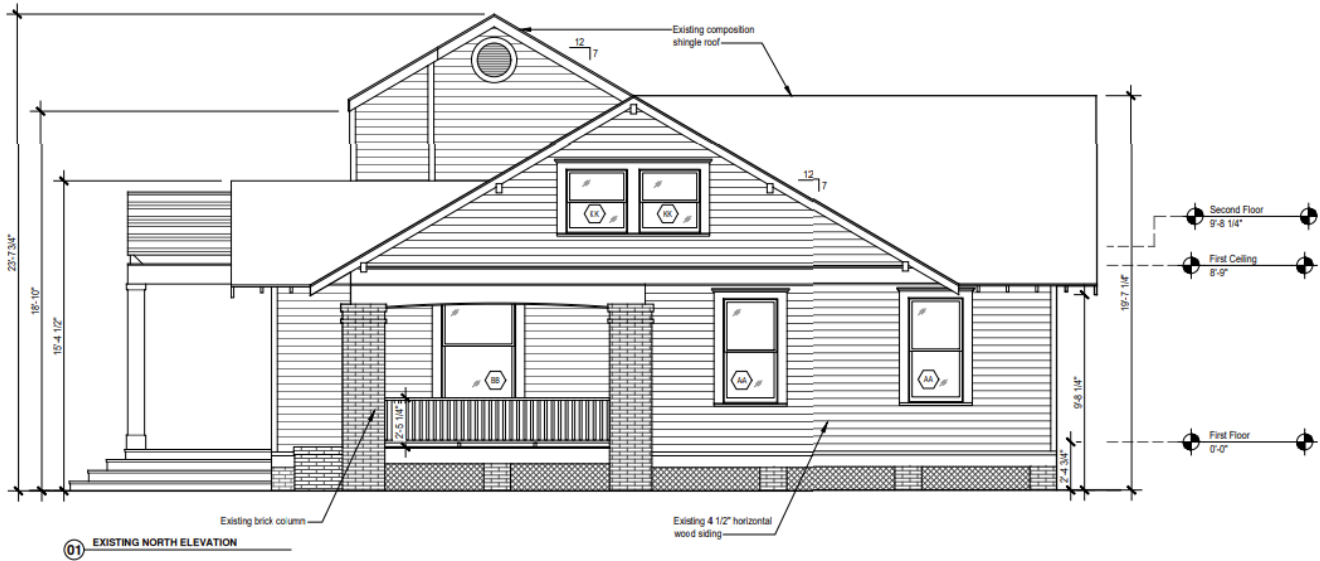 Existing composition
shingle roof
12
7
12
7
23'-7 3/4"
18'-10"
15'-4 1/2"
KK
KK
Second Floor
9'-8 1/4"
First Ceiling
8'-9"
19'-7 1/4"
BB
AA
AA
2'-5 1/4"
9'-8 1/4"
First Floor
0'-0"
2'-4 3/4"
Existing brick column
Existing 4 1/2" horizontal
wood siding
01 EXISTING NORTH ELEVATION